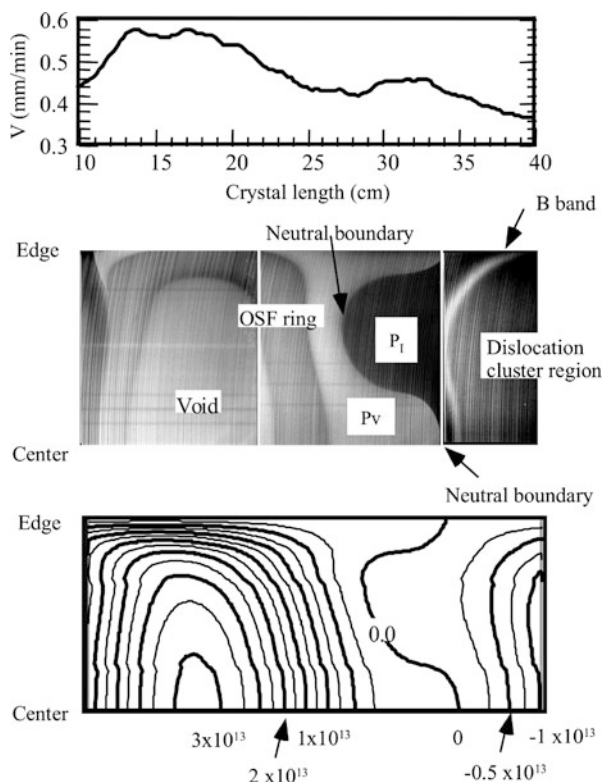 0.6
0.5
0.4
0.3
V (mm/min)
10 15 20 25 30 35 40
Crystal length (cm)
B band
Neutral boundary
Edge
OSF ring
P_I
Dislocation
cluster region
Void
Pv
Center
Neutral boundary
Edge
0.0
Center
3x10¹³ 1x10¹³ 0 -1 x10¹³
2 x10¹³ -0.5 x10¹³